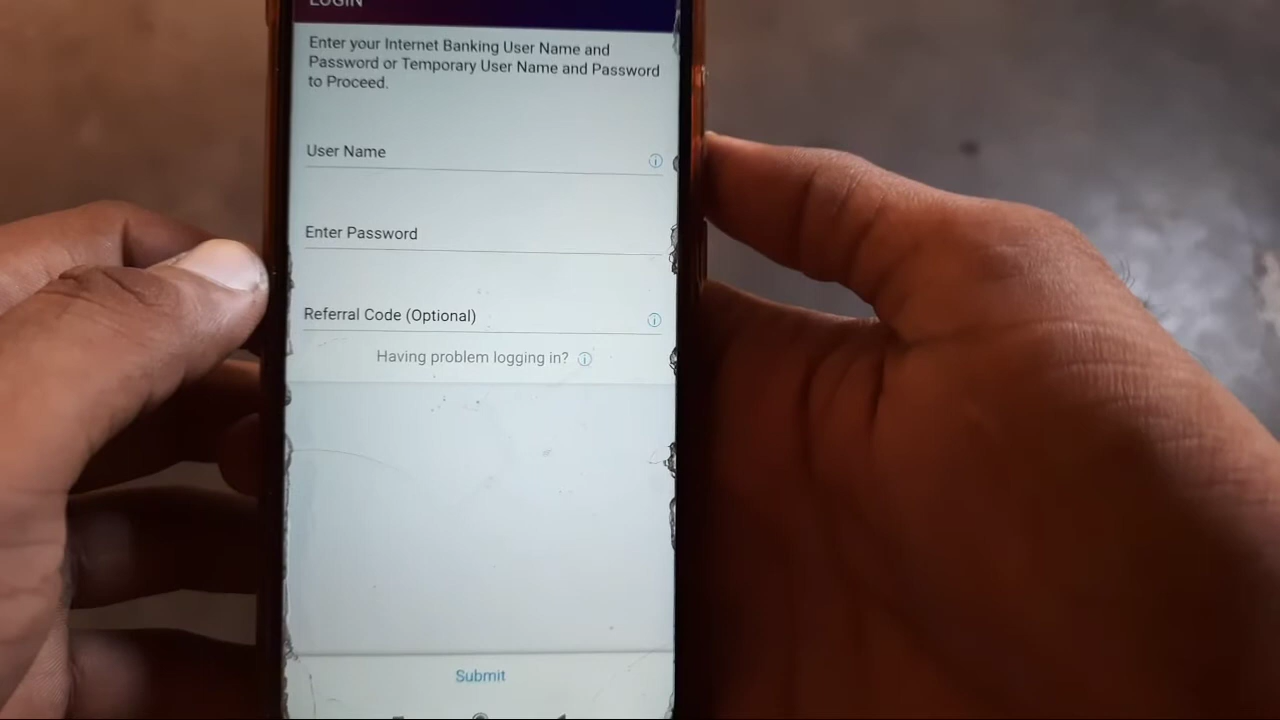 LOGIN
Enter your Internet Banking User Name and
Password or Temporary User Name and Password
to Proceed.
User Name
Enter Password
Referral Code (Optional)
Having problem logging in?
Submit